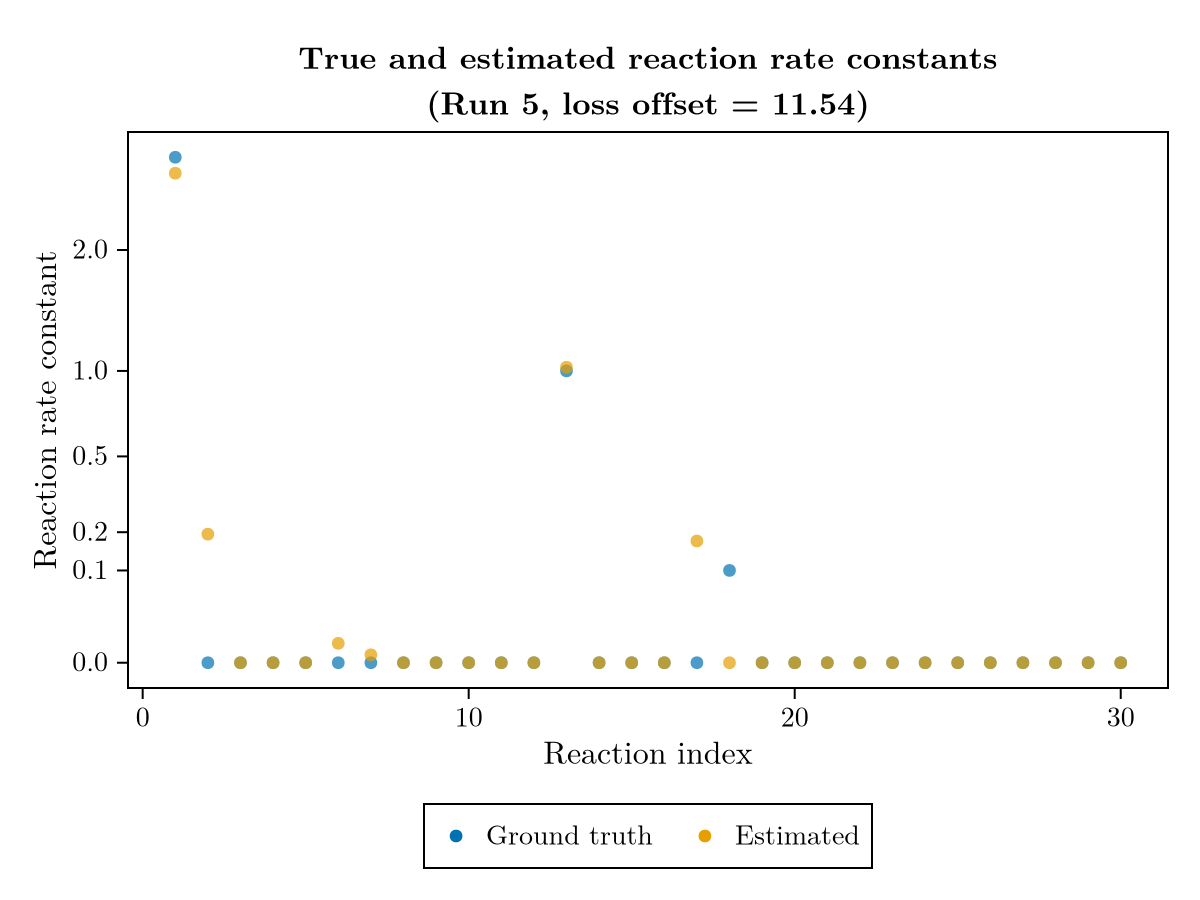 True and estimated reaction rate constants
(Run 5, loss offset = 11.54)
Reaction rate constant
2.0
1.0
0.5
0.2
0.1
0.0
0 10 20 30
Reaction index
Ground truth Estimated